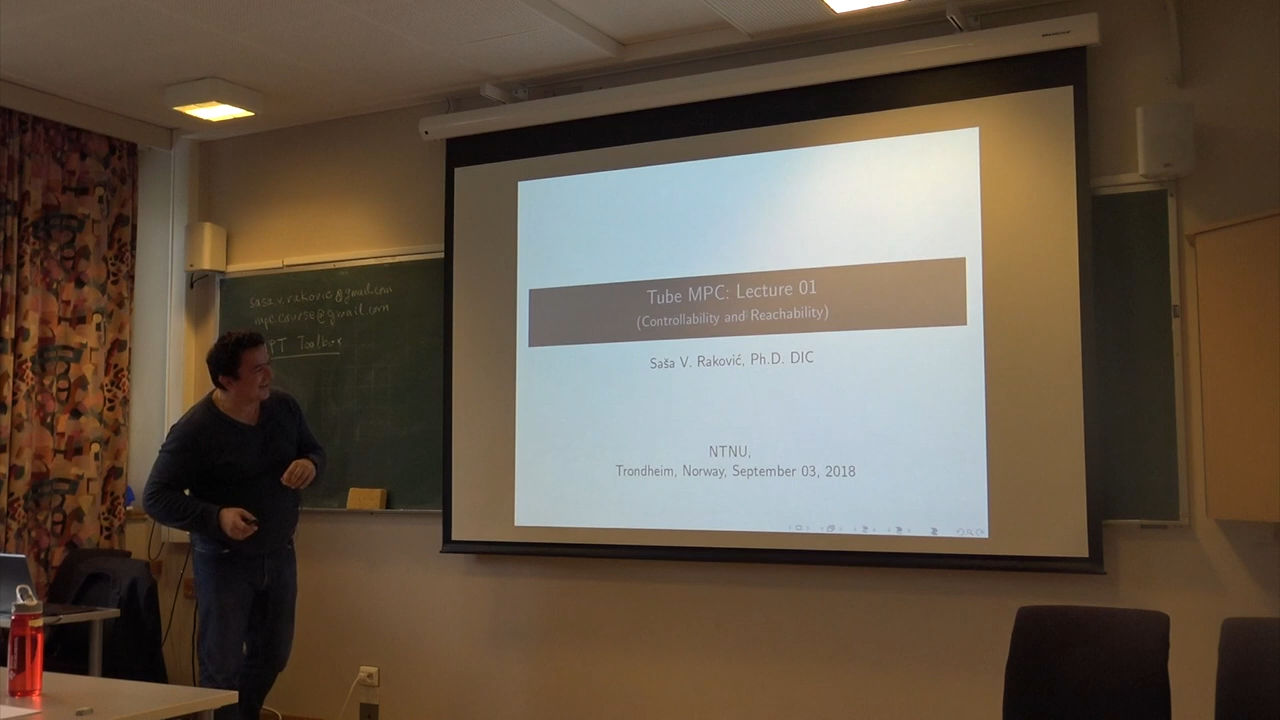 sasa.v.rakovic@gmail.com
mpc.course@gmail.com
MPT Toolbox
Tube MPC: Lecture 01
(Controllability and Reachability)
Saša V. Raković, Ph.D. DIC
NTNU,
Trondheim, Norway, September 03, 2018